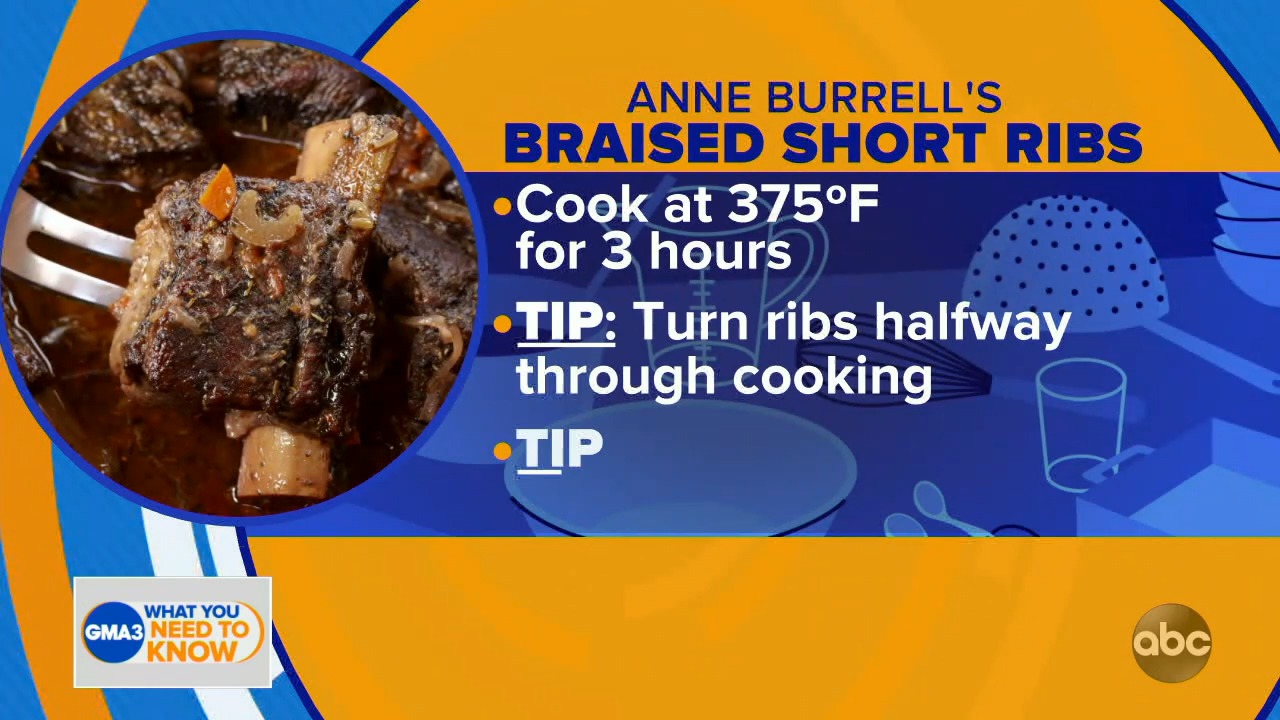 ANNE BURRELL'S
BRAISED SHORT RIBS
•Cook at 375ºF
for 3 hours
•TIP: Turn ribs halfway
through cooking
•TIP
GMA3
WHAT YOU
NEED TO
KNOW
abc